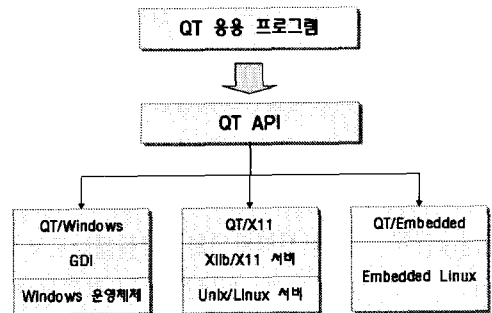 QT 응용 프로그램
QT API
QT/Windows
GDI
Windows 운영체제
QT/X11
Xlib/X11 서버
Unix/Linux 서버
QT/Embedded
Embedded Linux